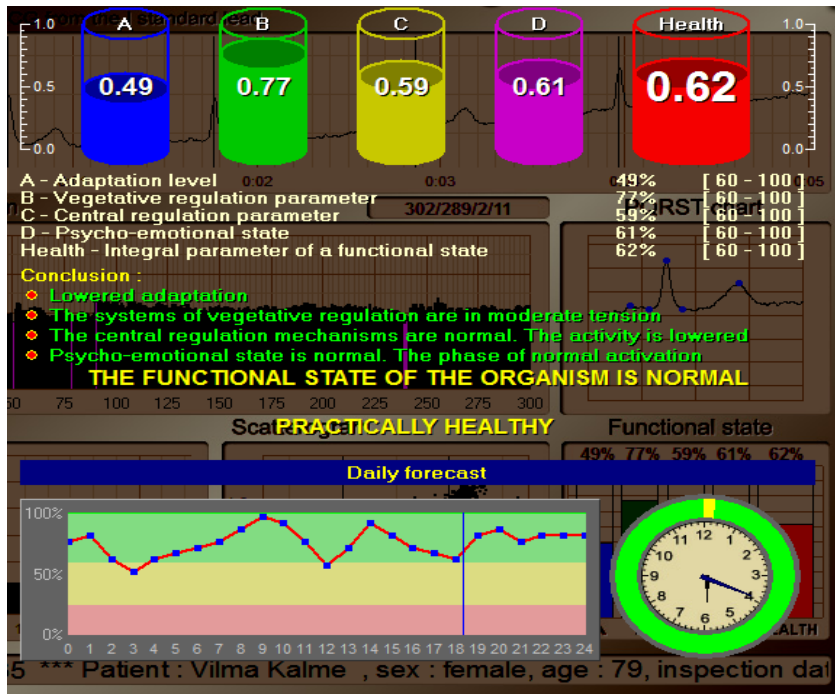 from the standard lead
1.0 A B C D Health 1.0
0.5 0.49 0.77 0.59 0.61 0.62 0.5
0.0 0.0
0:02 0:03 :05
A - Adaptation level 49% [ 60 - 100 ]
B - Vegetative regulation parameter 77% [ 60 - 100 ]
C - Central regulation parameter 59% [ 60 - 100 ]
302/289/2/11
D - Psycho-emotional state 61% [ 60 - 100 ]
Health - Integral parameter of a functional state 62% [ 60 - 100 ]
Conclusion :
Lowered adaptation
The systems of vegetative regulation are in moderate tension
The central regulation mechanisms are normal. The activity is lowered
Psycho-emotional state is normal. The phase of normal activation
THE FUNCTIONAL STATE OF THE ORGANISM IS NORMAL
50 75 100 125 150 175 200 225 250 275 300
PRACTICALLY HEALTHY
Functional state
49% 77% 59% 61% 62%
Daily forecast
100%
50%
0%
0 1 2 3 4 5 6 7 8 9 10 11 12 13 14 15 16 17 18 19 20 21 22 23 24
12 1 2 3 4 5 6 7 8 9 10 11
ALTH
5 *** Patient : Vilma Kalme , sex : female, age : 79, inspection dat